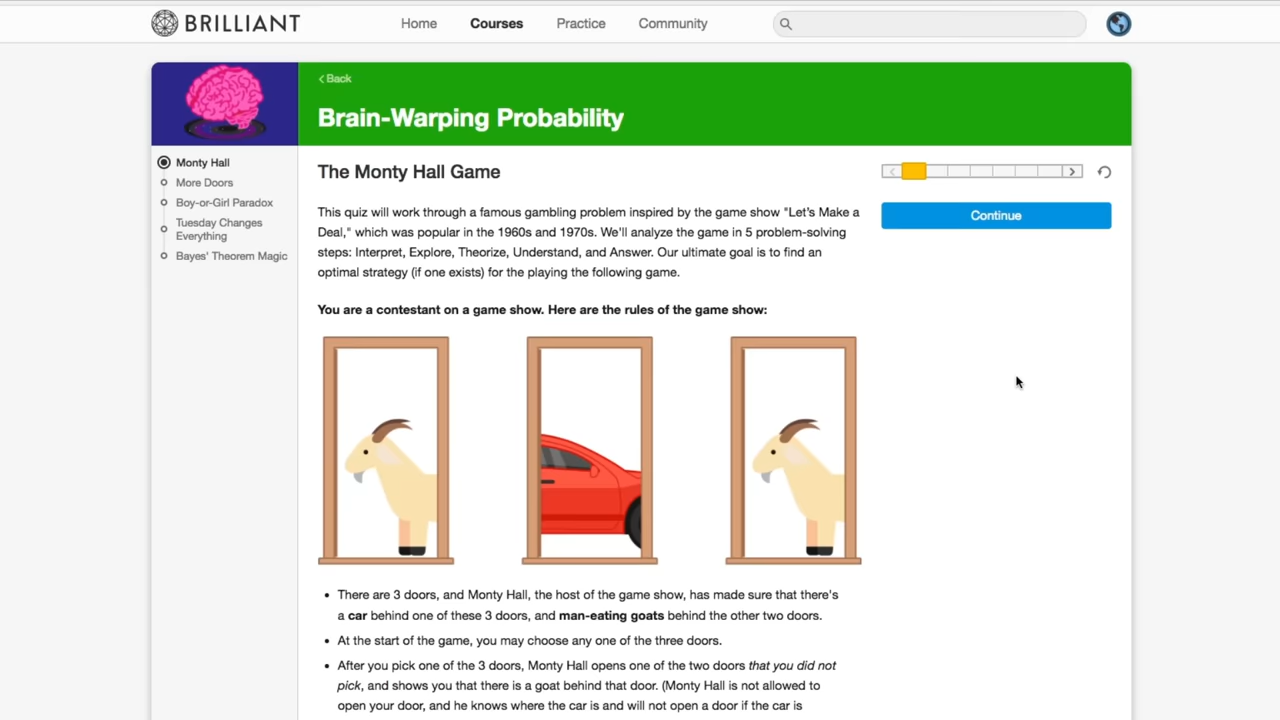 BRILLIANT
Home Courses Practice Community
Back
Brain-Warping Probability
Monty Hall
More Doors
Boy-or-Girl Paradox
Tuesday Changes
Everything
Bayes' Theorem Magic
The Monty Hall Game
Continue
This quiz will work through a famous gambling problem inspired by the game show "Let's Make a
Deal," which was popular in the 1960s and 1970s. We'll analyze the game in 5 problem-solving
steps: Interpret, Explore, Theorize, Understand, and Answer. Our ultimate goal is to find an
optimal strategy (if one exists) for the playing the following game.
You are a contestant on a game show. Here are the rules of the game show:
• There are 3 doors, and Monty Hall, the host of the game show, has made sure that there's
a car behind one of these 3 doors, and man-eating goats behind the other two doors.
• At the start of the game, you may choose any one of the three doors.
• After you pick one of the 3 doors, Monty Hall opens one of the two doors that you did not
pick, and shows you that there is a goat behind that door. (Monty Hall is not allowed to
open your door, and he knows where the car is and will not open a door if the car is